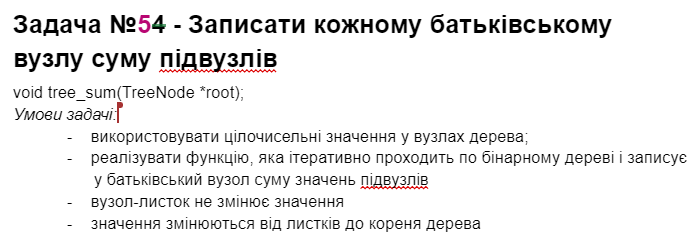 Задача №54 - Записати кожному батьківському
вузлу суму підвузлів
void tree_sum(TreeNode *root);
Умови задачі:
- використовувати цілочисельні значення у вузлах дерева;
- реалізувати функцію, яка ітеративно проходить по бінарному дереві і записує
у батьківський вузол суму значень підвузлів
- вузол-листок не змінює значення
- значення змінюються від листків до кореня дерева